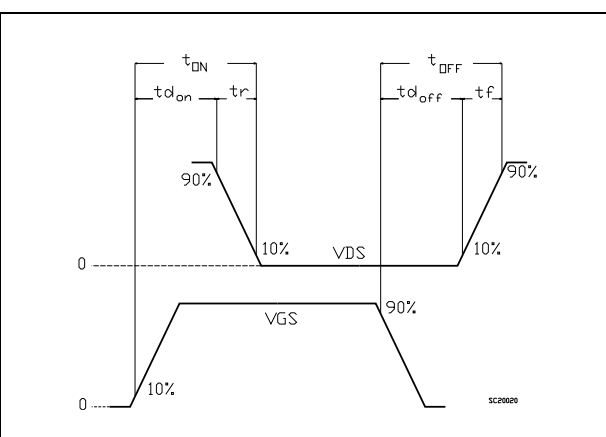 tON tOFF
tdon tr tdoff tf
90% 90%
10% VDS 10%
0
VGS 90%
10%
0
SC20020